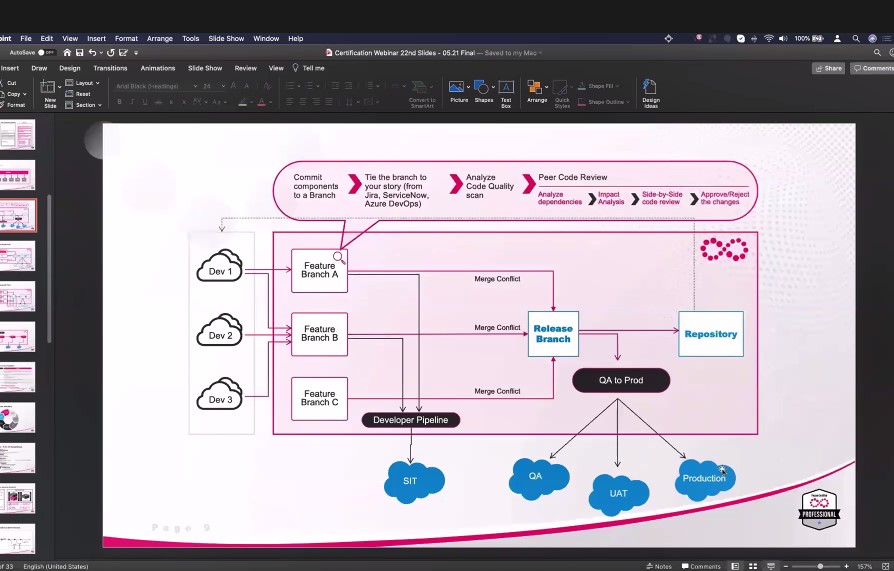 oint File Edit View Insert Format Arrange Tools Slide Show Window Help 100%
AutoSave OFF Certification Webinar 22nd Slides - 05.21 Final — Saved to my Mac
Insert Draw Design Transitions Animations Slide Show Review View Tell me Share Comments
Cut
Copy
Format
New
Slide
Layout
Reset
Section
Arial Black (Headings) 24
B I U
Convert to
SmartArt
Picture
Shapes
Text
Box
Arrange
Quick
Styles
Shape Fill
Shape Outline
Design
Ideas
Commit
components
to a Branch
Tie the branch to
your story (from
Jira, ServiceNow,
Azure DevOps)
Analyze
Code Quality
scan
Peer Code Review
Analyze
dependencies
Impact
Analysis
Side-by-Side
code review
Approve/Reject
the changes
Dev 1
Dev 2
Dev 3
Feature
Branch A
Feature
Branch B
Feature
Branch C
Merge Conflict
Merge Conflict
Merge Conflict
Release
Branch
Repository
QA to Prod
Developer Pipeline
SIT
QA
UAT
Production
PROFESSIONAL
Page 9
of 33 English (United States) Notes Comments 157%